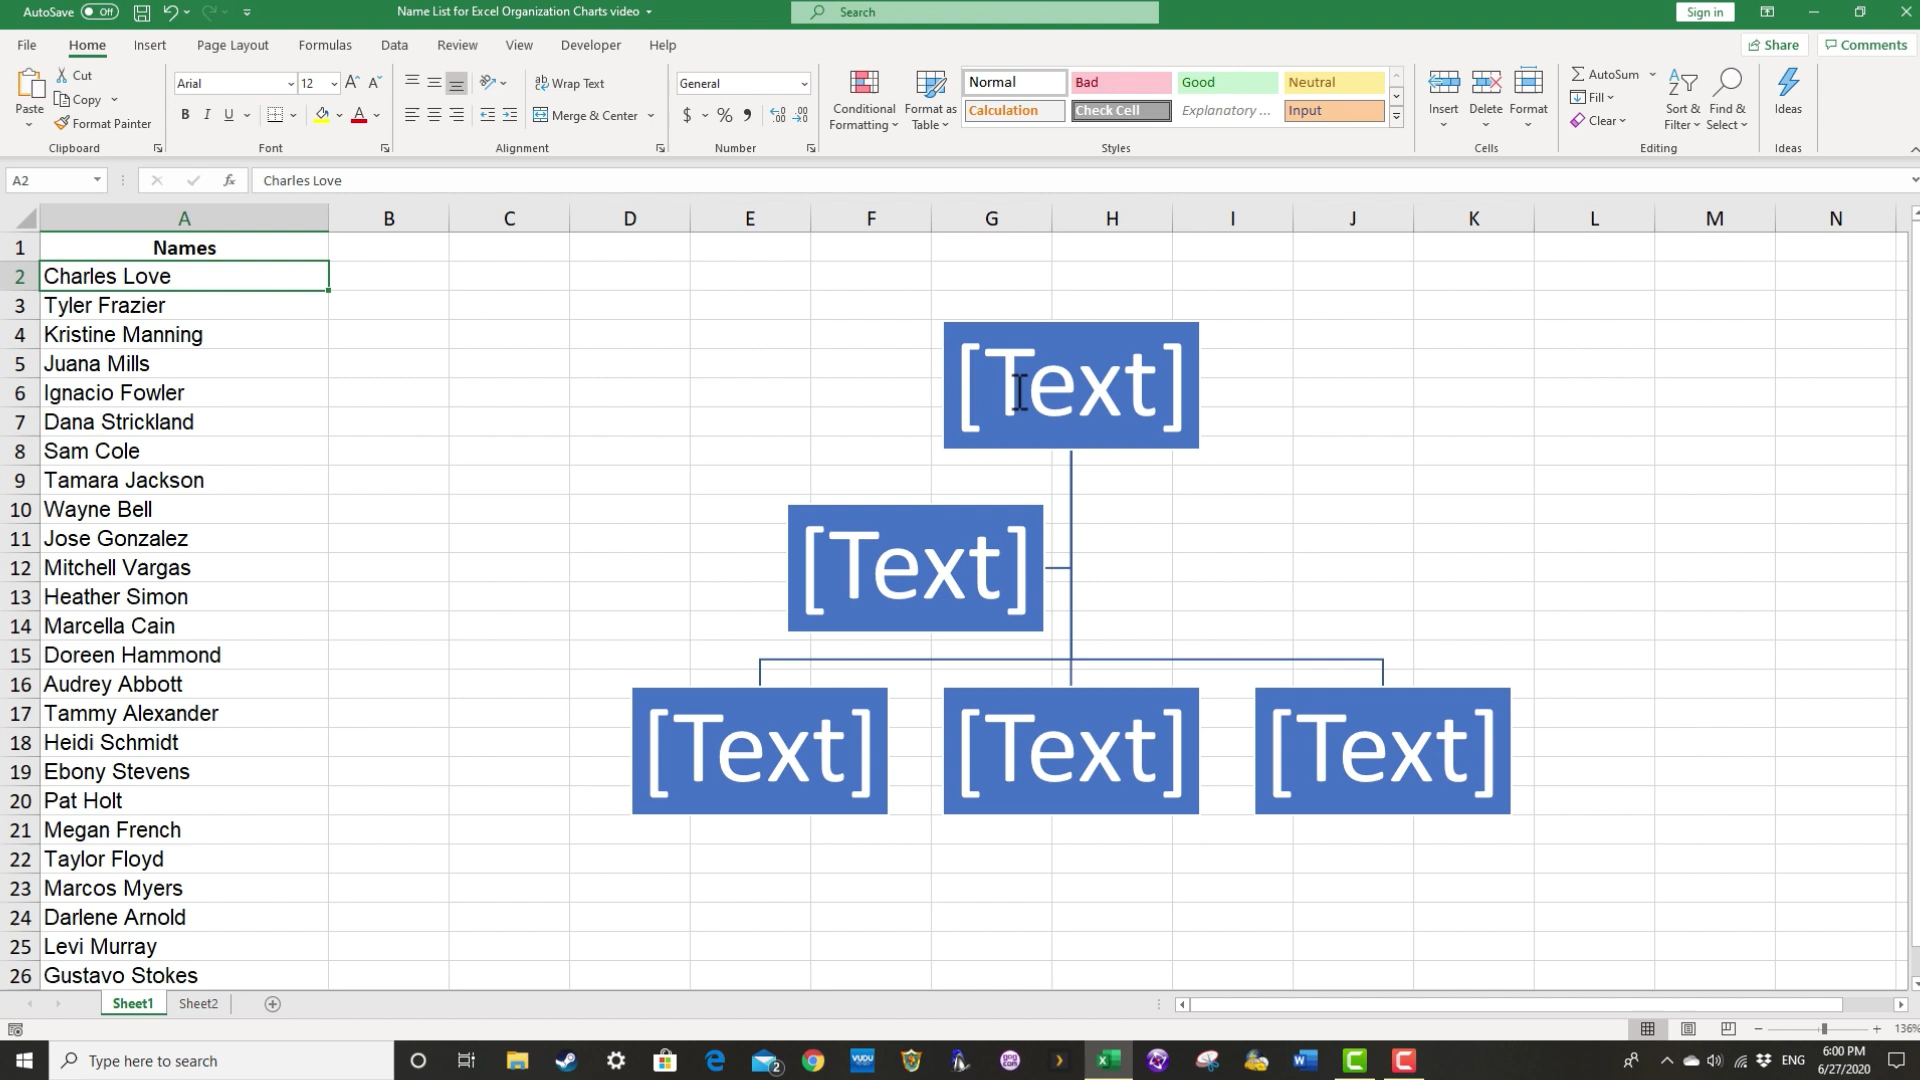 AutoSave Off Name List for Excel Organization Charts video Search Sign in
File Home Insert Page Layout Formulas Data Review View Developer Help Share Comments
Paste Cut Copy Format Painter Clipboard
Arial 12 A A B I U A Font
Wrap Text Merge & Center Alignment
General $ % Number
Conditional Formatting Format as Table
Normal Bad Good Neutral
Calculation Check Cell Explanatory ... Input
Styles
Insert Delete Format Cells
AutoSum Fill Clear Sort & Filter Find & Select Editing
Ideas Ideas
A2 fx Charles Love
A B C D E F G H I J K L M N
1 Names
2 Charles Love
3 Tyler Frazier
4 Kristine Manning
5 Juana Mills
6 Ignacio Fowler
7 Dana Strickland
8 Sam Cole
9 Tamara Jackson
10 Wayne Bell
11 Jose Gonzalez
12 Mitchell Vargas
13 Heather Simon
14 Marcella Cain
15 Doreen Hammond
16 Audrey Abbott
17 Tammy Alexander
18 Heidi Schmidt
19 Ebony Stevens
20 Pat Holt
21 Megan French
22 Taylor Floyd
23 Marcos Myers
24 Darlene Arnold
25 Levi Murray
26 Gustavo Stokes
[Text]
[Text]
[Text] [Text] [Text]
Sheet1 Sheet2
136%
Type here to search 2 VUDU ENG 6:00 PM
6/27/2020